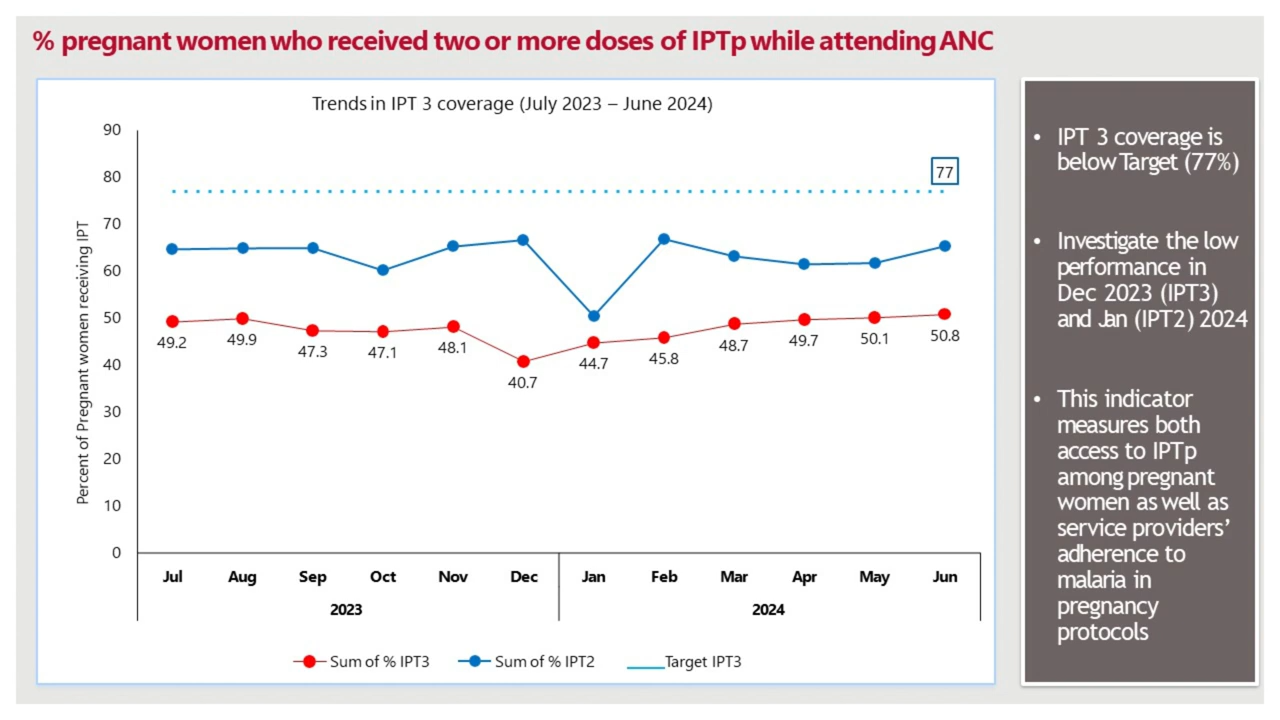 % pregnant women who received two or more doses of IPTp while attending ANC
Trends in IPT 3 coverage (July 2023 – June 2024)
Percent of Pregnant women receiving IPT
90
80
70
60
50
40
30
20
10
0
77
49.2
49.9
47.3
47.1
48.1
40.7
44.7
45.8
48.7
49.7
50.1
50.8
Jul Aug Sep Oct Nov Dec Jan Feb Mar Apr May Jun
2023 2024
Sum of % IPT3 Sum of % IPT2 Target IPT3
• IPT 3 coverage is
below Target (77%)
• Investigate the low
performance in
Dec 2023 (IPT3)
and Jan (IPT2) 2024
• This indicator
measures both
access to IPTp
among pregnant
women as well as
service providers’
adherence to
malaria in
pregnancy
protocols